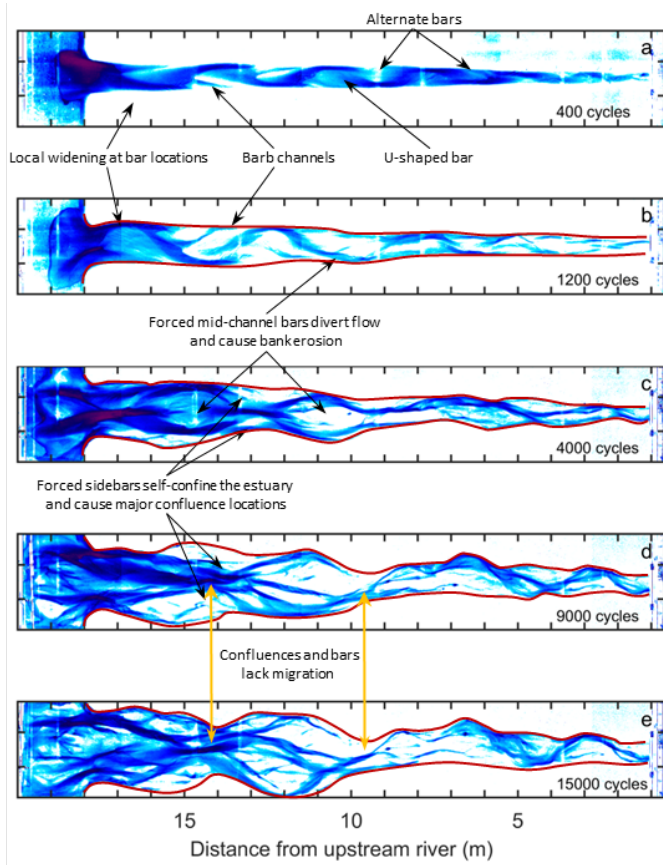 Alternate bars
a
400 cycles
Local widening at bar locations
Barb channels
U-shaped bar
b
1200 cycles
Forced mid-channel bars divert flow
and cause bank erosion
c
4000 cycles
Forced sidebars self-confine the estuary
and cause major confluence locations
d
9000 cycles
Confluences and bars
lack migration
e
15000 cycles
15 10 5
Distance from upstream river (m)